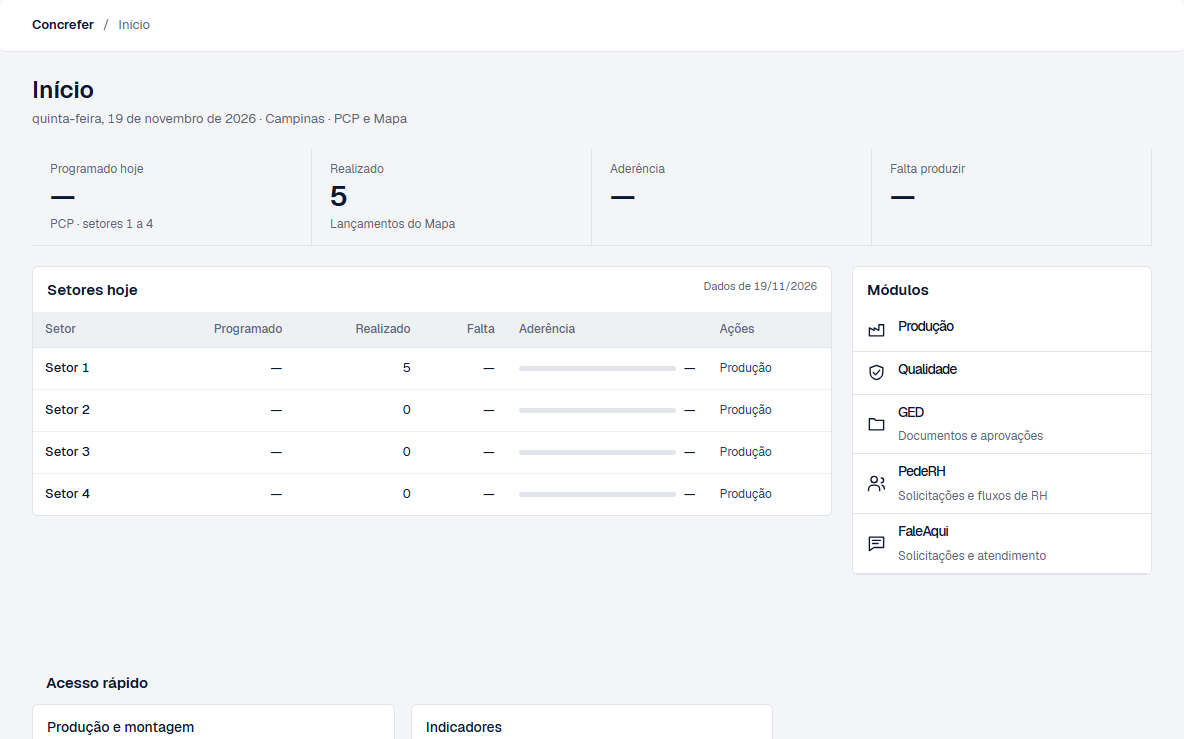 Concrefer / Início
Início
quinta-feira, 19 de novembro de 2026 · Campinas · PCP e Mapa
Programado hoje
—
PCP · setores 1 a 4
Realizado
5
Lançamentos do Mapa
Aderência
—
Falta produzir
—
Setores hoje
Dados de 19/11/2026
Setor Programado Realizado Falta Aderência Ações
Setor 1 — 5 — — Produção
Setor 2 — 0 — — Produção
Setor 3 — 0 — — Produção
Setor 4 — 0 — — Produção
Módulos
Produção
Qualidade
GED
Documentos e aprovações
PedeRH
Solicitações e fluxos de RH
FaleAqui
Solicitações e atendimento
Acesso rápido
Produção e montagem
Indicadores